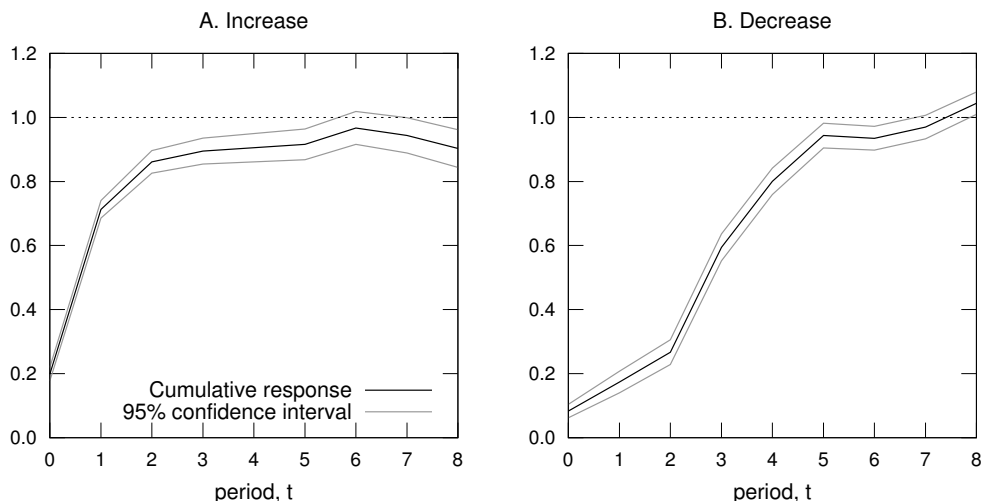 A. Increase
1.2
1.0
0.8
0.6
0.4
0.2
0.0
Cumulative response
95% confidence interval
0 1 2 3 4 5 6 7 8
period, t
B. Decrease
1.2
1.0
0.8
0.6
0.4
0.2
0.0
0 1 2 3 4 5 6 7 8
period, t